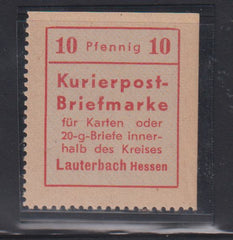 10 Pfennig 10
Kurierpost-
Briefmarke
für Karten oder
20-g-Briefe inner-
halb des Kreises
Lauterbach Hessen